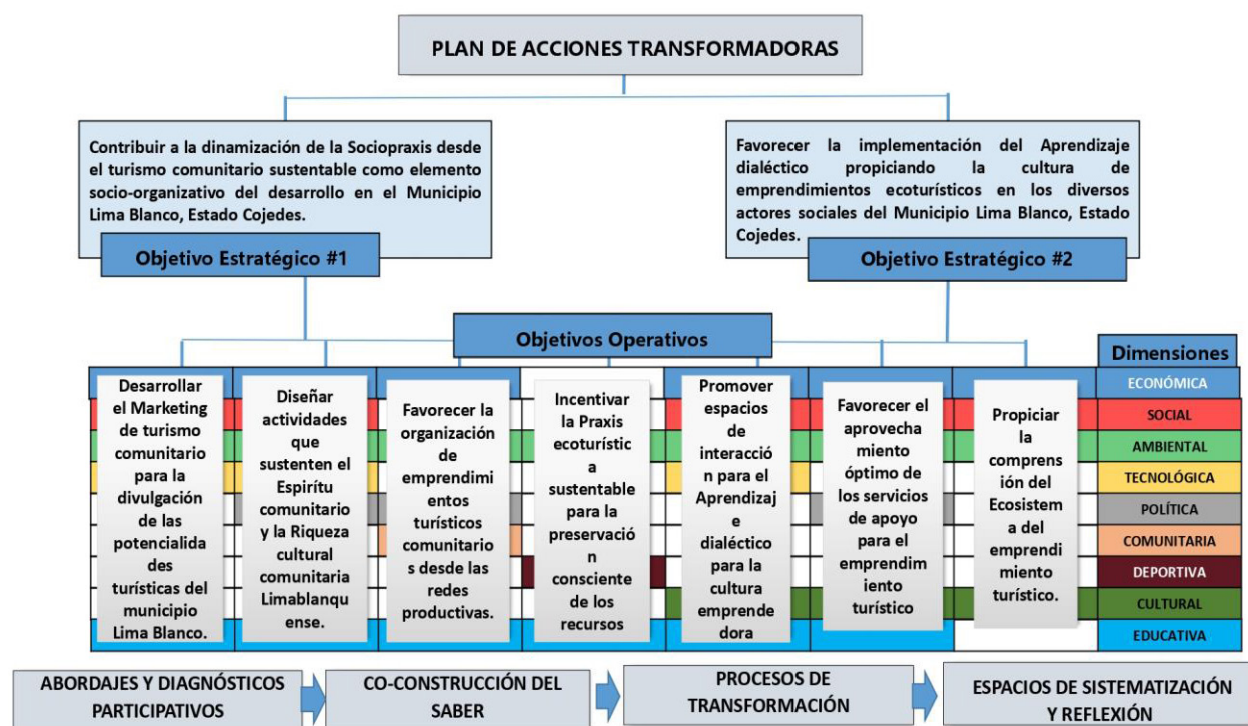 PLAN DE ACCIONES TRANSFORMADORAS
Contribuir a la dinamización de la Sociopraxis desde
el turismo comunitario sustentable como elemento
socio-organizativo del desarrollo en el Municipio
Lima Blanco, Estado Cojedes.
Objetivo Estratégico #1
Favorecer la implementación del Aprendizaje
dialéctico propiciando la cultura de
emprendimientos ecoturísticos en los diversos
actores sociales del Municipio Lima Blanco, Estado
Cojedes.
Objetivo Estratégico #2
Objetivos Operativos
Desarrollar
el Marketing
de turismo
comunitario
para la
divulgación
de las
potencialida
des
turísticas del
municipio
Lima Blanco.
Diseñar
actividades
que
sustenten el
Espirítu
comunitario
y la Riqueza
cultural
comunitaria
Limablanqu
ense.
Favorecer la
organización
de
emprendimi
entos
turísticos
comunitario
s desde las
redes
productivas.
Incentivar
la Praxis
ecoturístic
a
sustentable
para la
preservació
n
consciente
de los
recursos
Promover
espacios
de
interacció
n para el
Aprendizaj
e
dialéctico
para la
cultura
emprende
dora
Favorecer el
aprovecha
miento
óptimo de
los servicios
de apoyo
para el
emprendim
iento
turístico
Propiciar
la
comprens
ión del
Ecosistem
a del
emprendi
miento
turístico.
Dimensiones
ECONÓMICA
SOCIAL
AMBIENTAL
TECNOLÓGICA
POLÍTICA
COMUNITARIA
DEPORTIVA
CULTURAL
EDUCATIVA
ABORDAJES Y DIAGNÓSTICOS
PARTICIPATIVOS
CO-CONSTRUCCIÓN DEL
SABER
PROCESOS DE
TRANSFORMACIÓN
ESPACIOS DE SISTEMATIZACIÓN
Y REFLEXIÓN